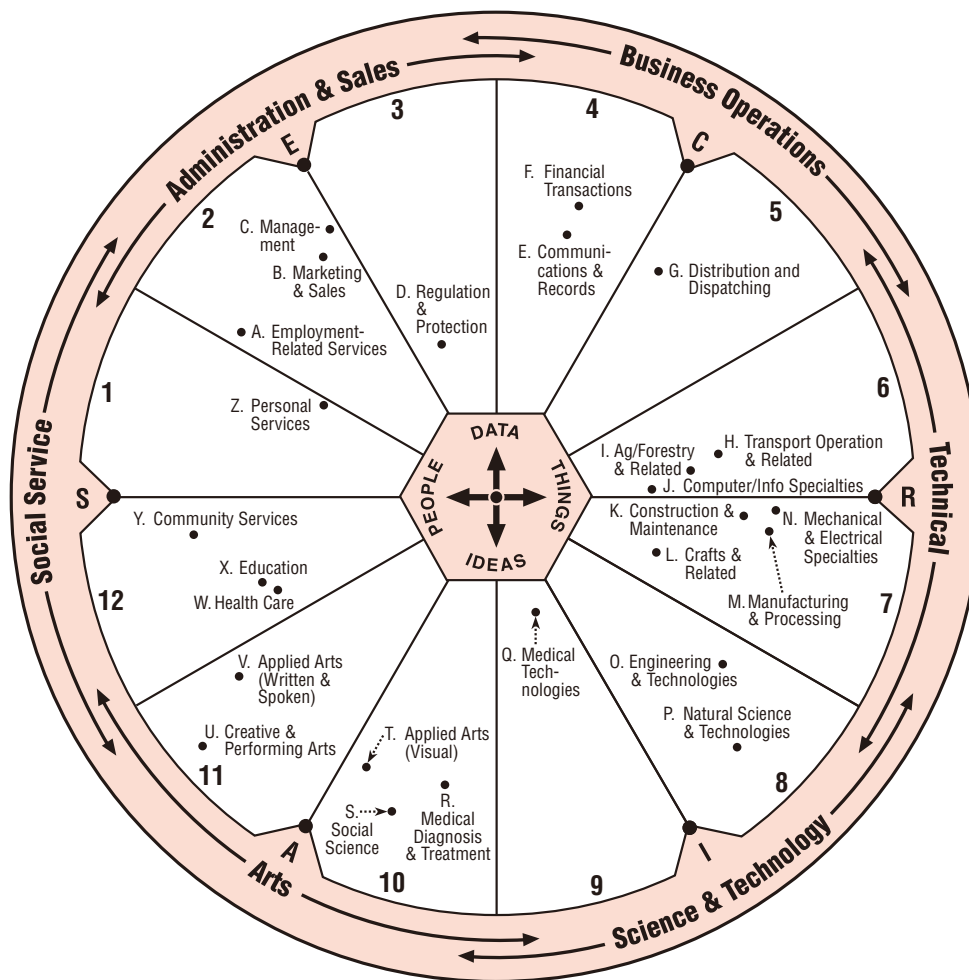 Administration & Sales
Business Operations
3
4
E
C
2
5
F. Financial
Transactions
C. Manage-
ment
E. Communi-
cations &
Records
B. Marketing
& Sales
G. Distribution and
Dispatching
D. Regulation
&
Protection
A. Employment-
Related Services
1
6
Z. Personal
Services
DATA
PEOPLE
THINGS
IDEAS
H. Transport Operation
& Related
I. Ag/Forestry
& Related
J. Computer/Info Specialties
S
R
Social Service
Technical
Y. Community Services
K. Construction &
Maintenance
N. Mechanical
& Electrical
Specialties
L. Crafts &
Related
X. Education
W. Health Care
12
7
M. Manufacturing
& Processing
Q. Medical
Tech-
nologies
O. Engineering
& Technologies
V. Applied Arts
(Written &
Spoken)
P. Natural Science
& Technologies
U. Creative &
Performing Arts
T. Applied Arts
(Visual)
11
8
S.
Social
Science
R.
Medical
Diagnosis
& Treatment
A
I
10
9
Arts
Science & Technology